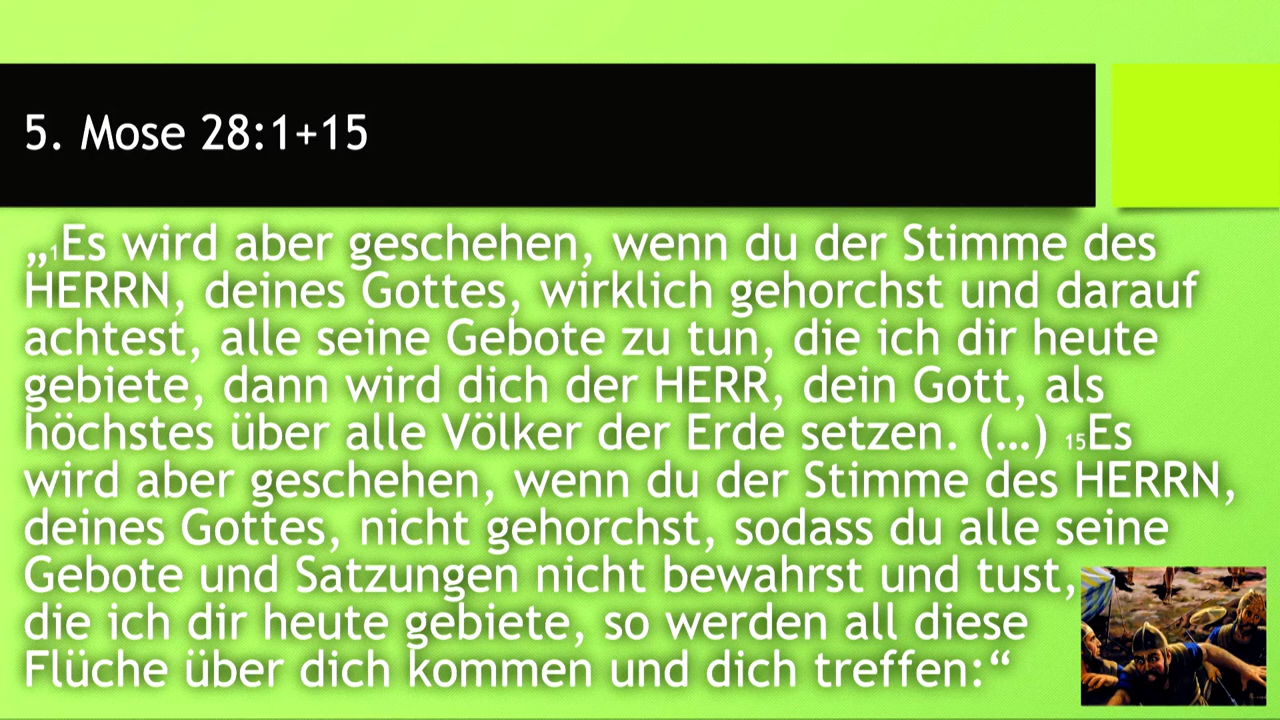 5. Mose 28:1+15
„1Es wird aber geschehen, wenn du der Stimme des
HERRN, deines Gottes, wirklich gehorchst und darauf
achtest, alle seine Gebote zu tun, die ich dir heute
gebiete, dann wird dich der HERR, dein Gott, als
höchstes über alle Völker der Erde setzen. (…) 15Es
wird aber geschehen, wenn du der Stimme des HERRN,
deines Gottes, nicht gehorchst, sodass du alle seine
Gebote und Satzungen nicht bewahrst und tust,
die ich dir heute gebiete, so werden all diese
Flüche über dich kommen und dich treffen:“